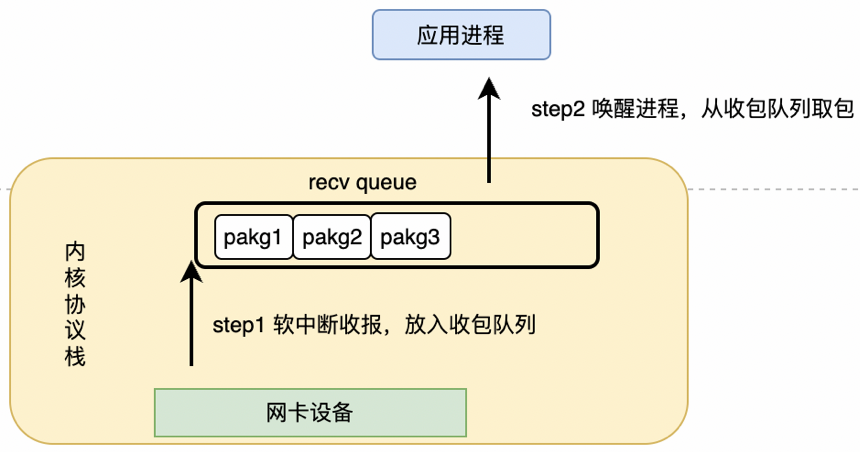 应用进程
step2 唤醒进程，从收包队列取包
recv queue
pakg1 pakg2 pakg3
内核协议栈
step1 软中断收报，放入收包队列
网卡设备